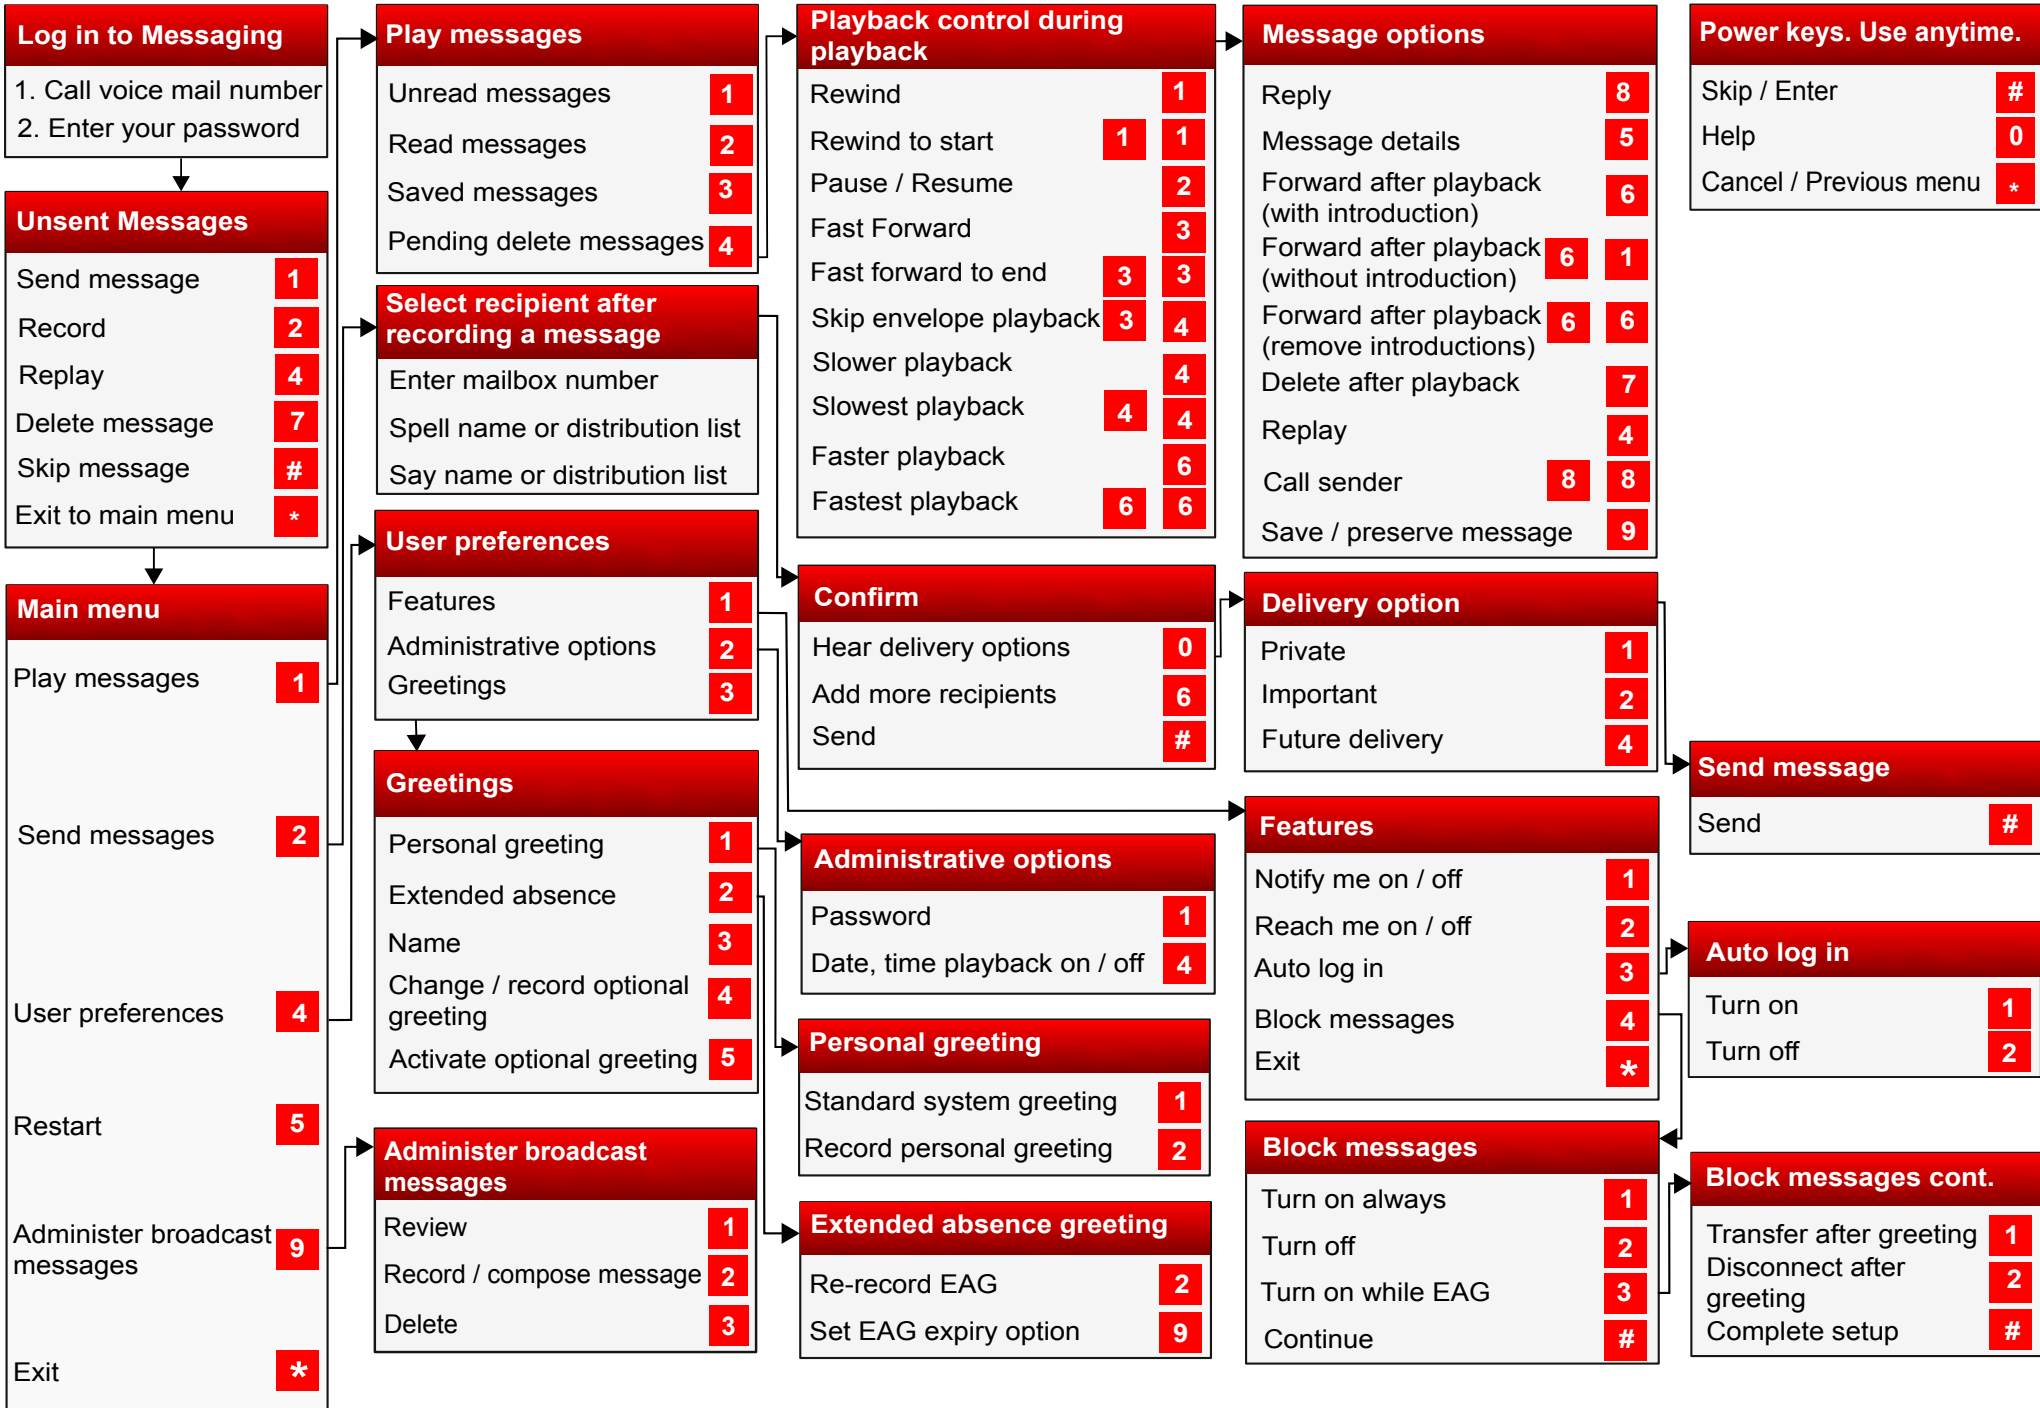 Log in to Messaging
1. Call voice mail number
2. Enter your password
Unsent Messages
Send message 1
Record 2
Replay 4
Delete message 7
Skip message #
Exit to main menu *
Main menu
Play messages 1
Send messages 2
User preferences 4
Restart 5
Administer broadcast
messages 9
Exit *
Play messages
Unread messages 1
Read messages 2
Saved messages 3
Pending delete messages 4
Select recipient after
recording a message
Enter mailbox number
Spell name or distribution list
Say name or distribution list
User preferences
Features 1
Administrative options 2
Greetings 3
Greetings
Personal greeting 1
Extended absence 2
Name 3
Change / record optional
greeting 4
Activate optional greeting 5
Administer broadcast
messages
Review 1
Record / compose message 2
Delete 3
Playback control during
playback
Rewind 1
Rewind to start 1 1
Pause / Resume 2
Fast Forward 3
Fast forward to end 3 3
Skip envelope playback 3 4
Slower playback 4
Slowest playback 4 4
Faster playback 6
Fastest playback 6 6
Confirm
Hear delivery options 0
Add more recipients 6
Send #
Administrative options
Password 1
Date, time playback on / off 4
Personal greeting
Standard system greeting 1
Record personal greeting 2
Extended absence greeting
Re-record EAG 2
Set EAG expiry option 9
Message options
Reply 8
Message details 5
Forward after playback
(with introduction) 6
Forward after playback
(without introduction) 6 1
Forward after playback
(remove introductions) 6 6
Delete after playback 7
Replay 4
Call sender 8 8
Save / preserve message 9
Delivery option
Private 1
Important 2
Future delivery 4
Features
Notify me on / off 1
Reach me on / off 2
Auto log in 3
Block messages 4
Exit *
Block messages
Turn on always 1
Turn off 2
Turn on while EAG 3
Continue #
Power keys. Use anytime.
Skip / Enter #
Help 0
Cancel / Previous menu *
Send message
Send #
Auto log in
Turn on 1
Turn off 2
Block messages cont.
Transfer after greeting 1
Disconnect after
greeting 2
Complete setup #